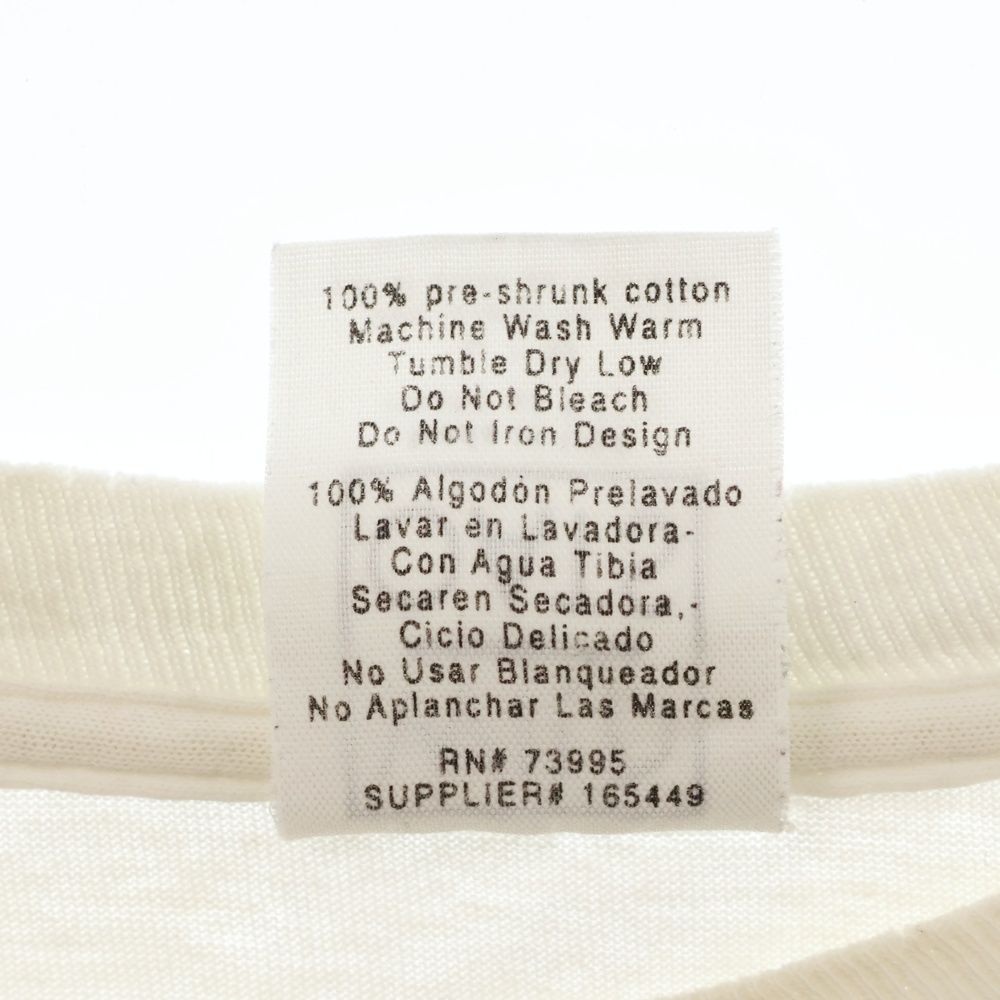 100% pre-shrunk cotton
Machine Wash Warm
Tumble Dry Low
Do Not Bleach
Do Not Iron Design
100% Algodón Prelavado
Lavar en Lavadora-
Con Agua Tibia
Secaren Secadora,-
Ciclo Delicado
No Usar Blanqueador
No Aplanchar Las Marcas
RN# 73995
SUPPLIER# 165449